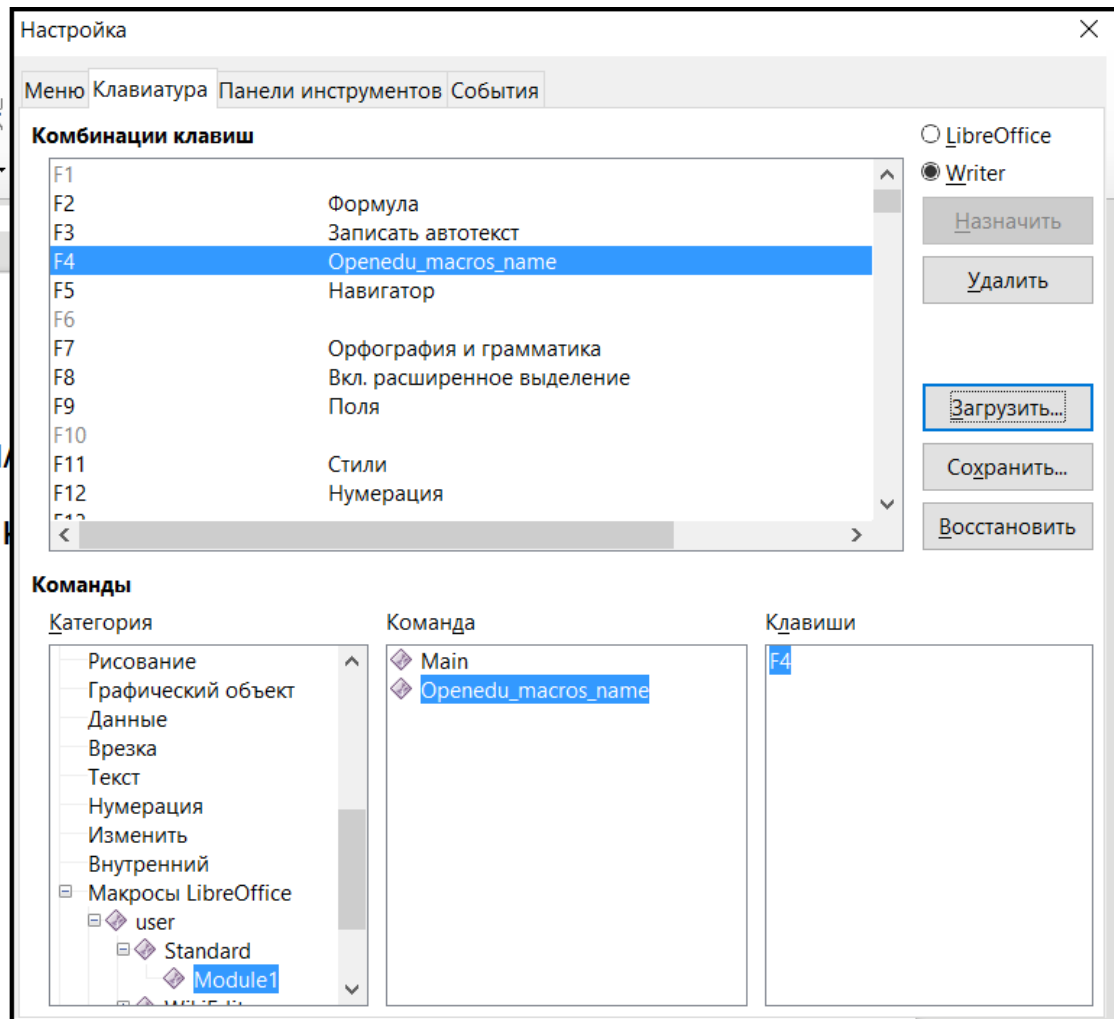 Настройка
Меню Клавиатура Панели инструментов События
Комбинации клавиш
F1
F2 Формула
F3 Записать автотекст
F4 Openedu_macros_name
F5 Навигатор
F6
F7 Орфография и грамматика
F8 Вкл. расширенное выделение
F9 Поля
F10
F11 Стили
F12 Нумерация
LibreOffice
Writer
Назначить
Удалить
Загрузить...
Сохранить...
Восстановить
Команды
Категория
Рисование
Графический объект
Данные
Врезка
Текст
Нумерация
Изменить
Внутренний
Макросы LibreOffice
user
Standard
Module1
Команда
Main
Openedu_macros_name
Клавиши
F4